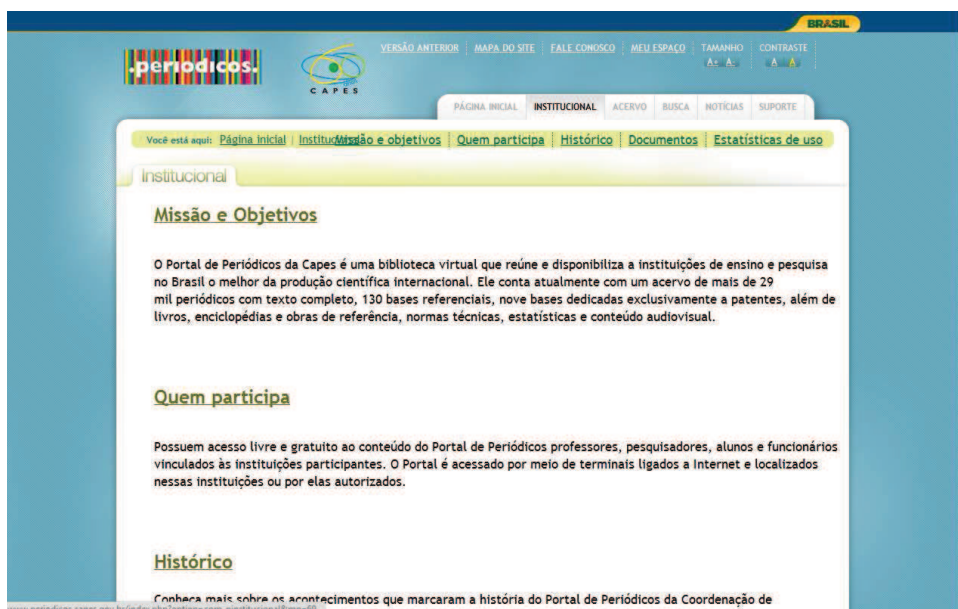 BRASIL
.periodicos.
CAPES
VERSÃO ANTERIOR MAPA DO SITE FALE CONOSCO MEU ESPAÇO TAMANHO CONTRASTE
A+ A- A A
PÁGINA INICIAL INSTITUCIONAL ACERVO BUSCA NOTÍCIAS SUPORTE
Você está aqui: Página inicial | Missão e objetivos Quem participa Histórico Documentos Estatísticas de uso
Institucional
Missão e Objetivos
O Portal de Periódicos da Capes é uma biblioteca virtual que reúne e disponibiliza a instituições de ensino e pesquisa
no Brasil o melhor da produção científica internacional. Ele conta atualmente com um acervo de mais de 29
mil periódicos com texto completo, 130 bases referenciais, nove bases dedicadas exclusivamente a patentes, além de
livros, enciclopédias e obras de referência, normas técnicas, estatísticas e conteúdo audiovisual.
Quem participa
Possuem acesso livre e gratuito ao conteúdo do Portal de Periódicos professores, pesquisadores, alunos e funcionários
vinculados às instituições participantes. O Portal é acessado por meio de terminais ligados a Internet e localizados
nessas instituições ou por elas autorizados.
Histórico
Conheça mais sobre os acontecimentos que marcaram a história do Portal de Periódicos da Coordenação de